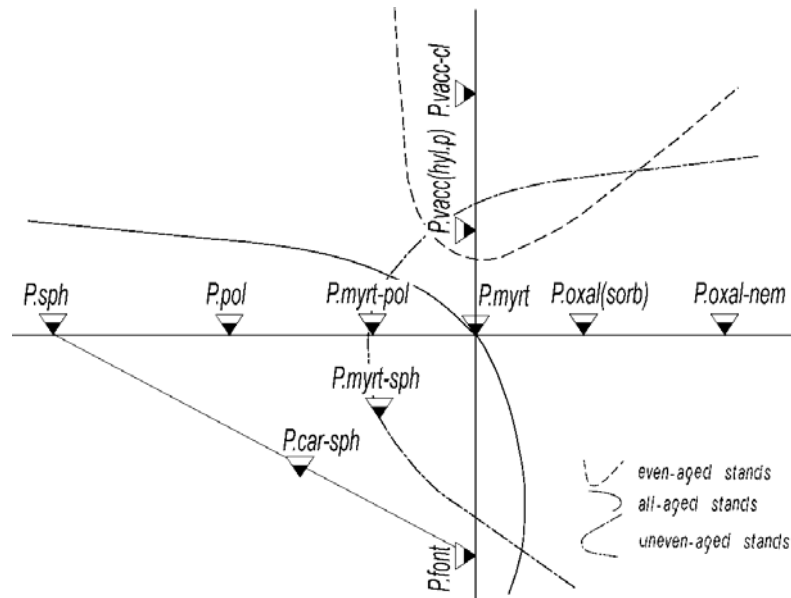 P.vacc-cl
P.vacc(hyl.p)
P.sph
P.pol
P.myrt-pol
P.myrt
P.oxal(sorb)
P.oxal-nem
P.myrt-sph
P.car-sph
P.font
even-aged stands
all-aged stands
uneven-aged stands